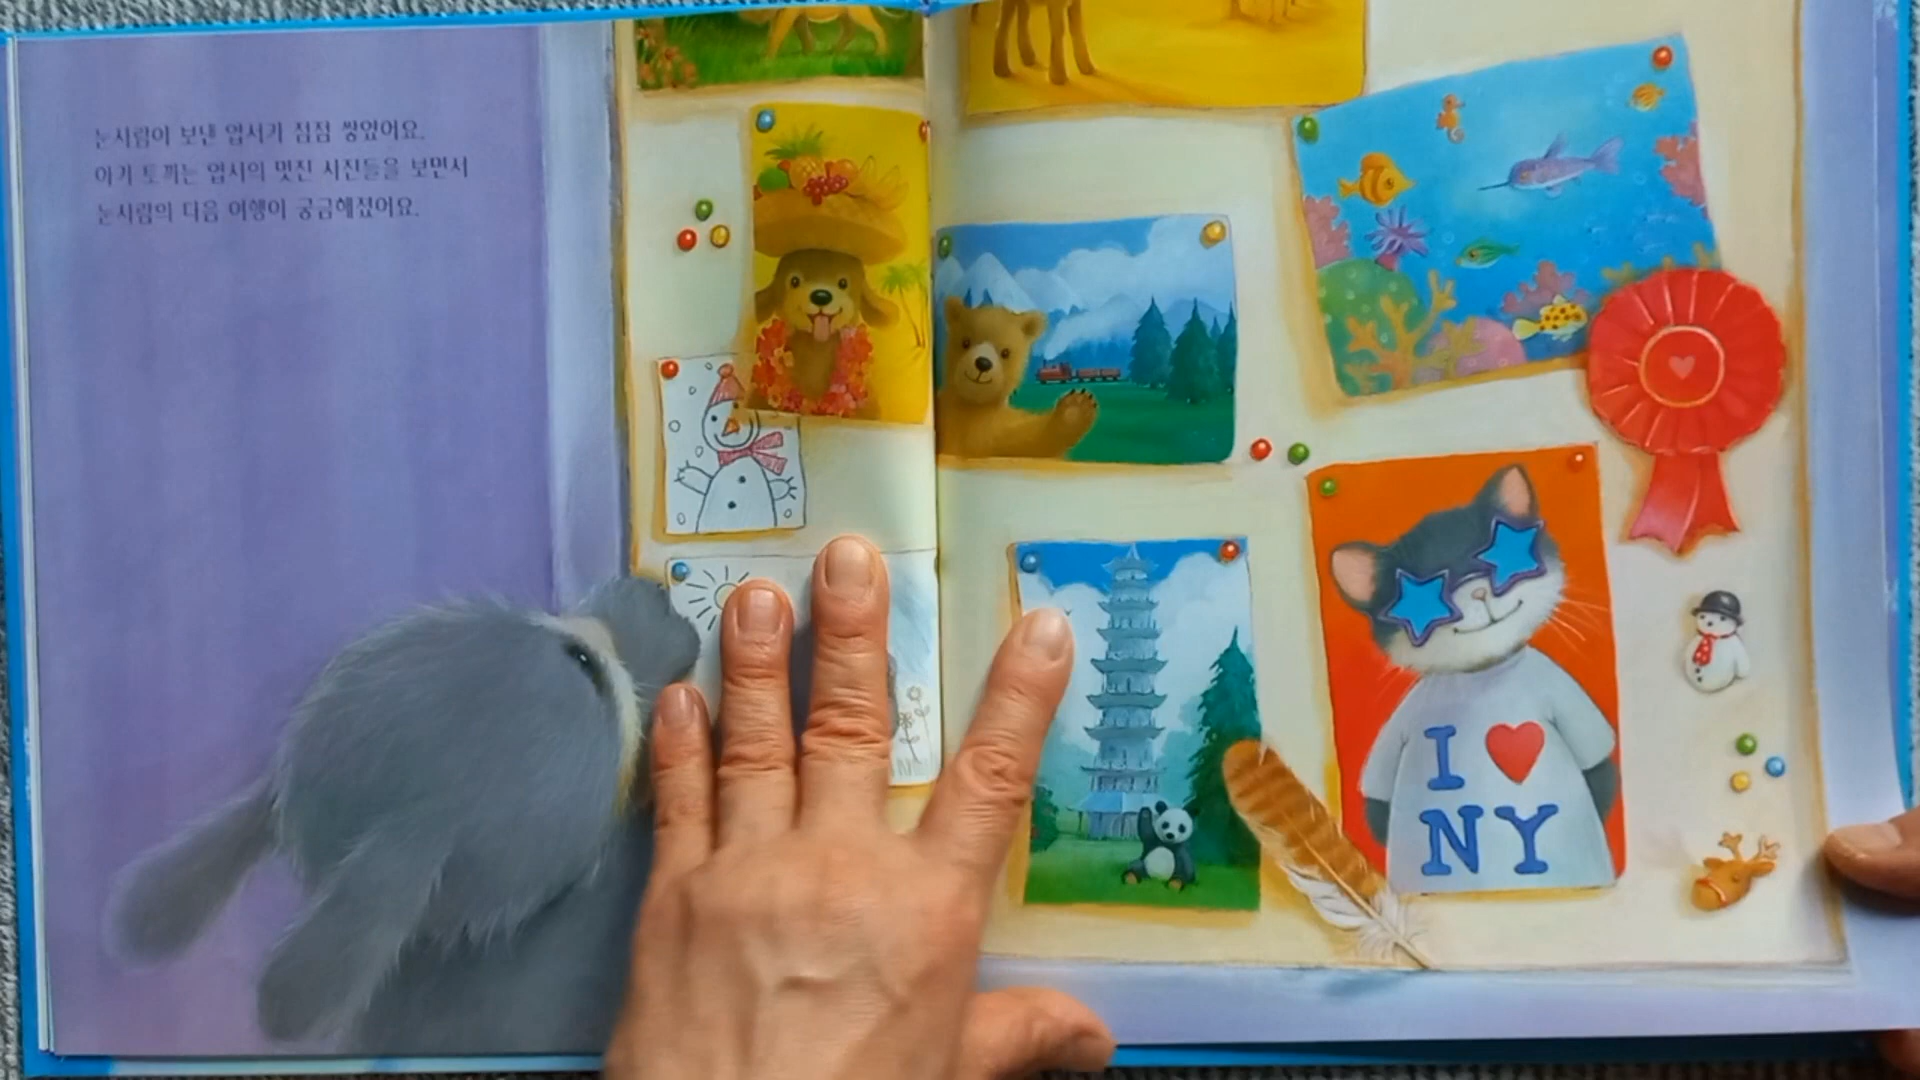 눈사람이 보낸 엽서가 점점 쌓였어요.
아기 토끼는 엽서의 멋진 사진들을 보면서
눈사람의 다음 여행이 궁금해졌어요.
I ♥
NY